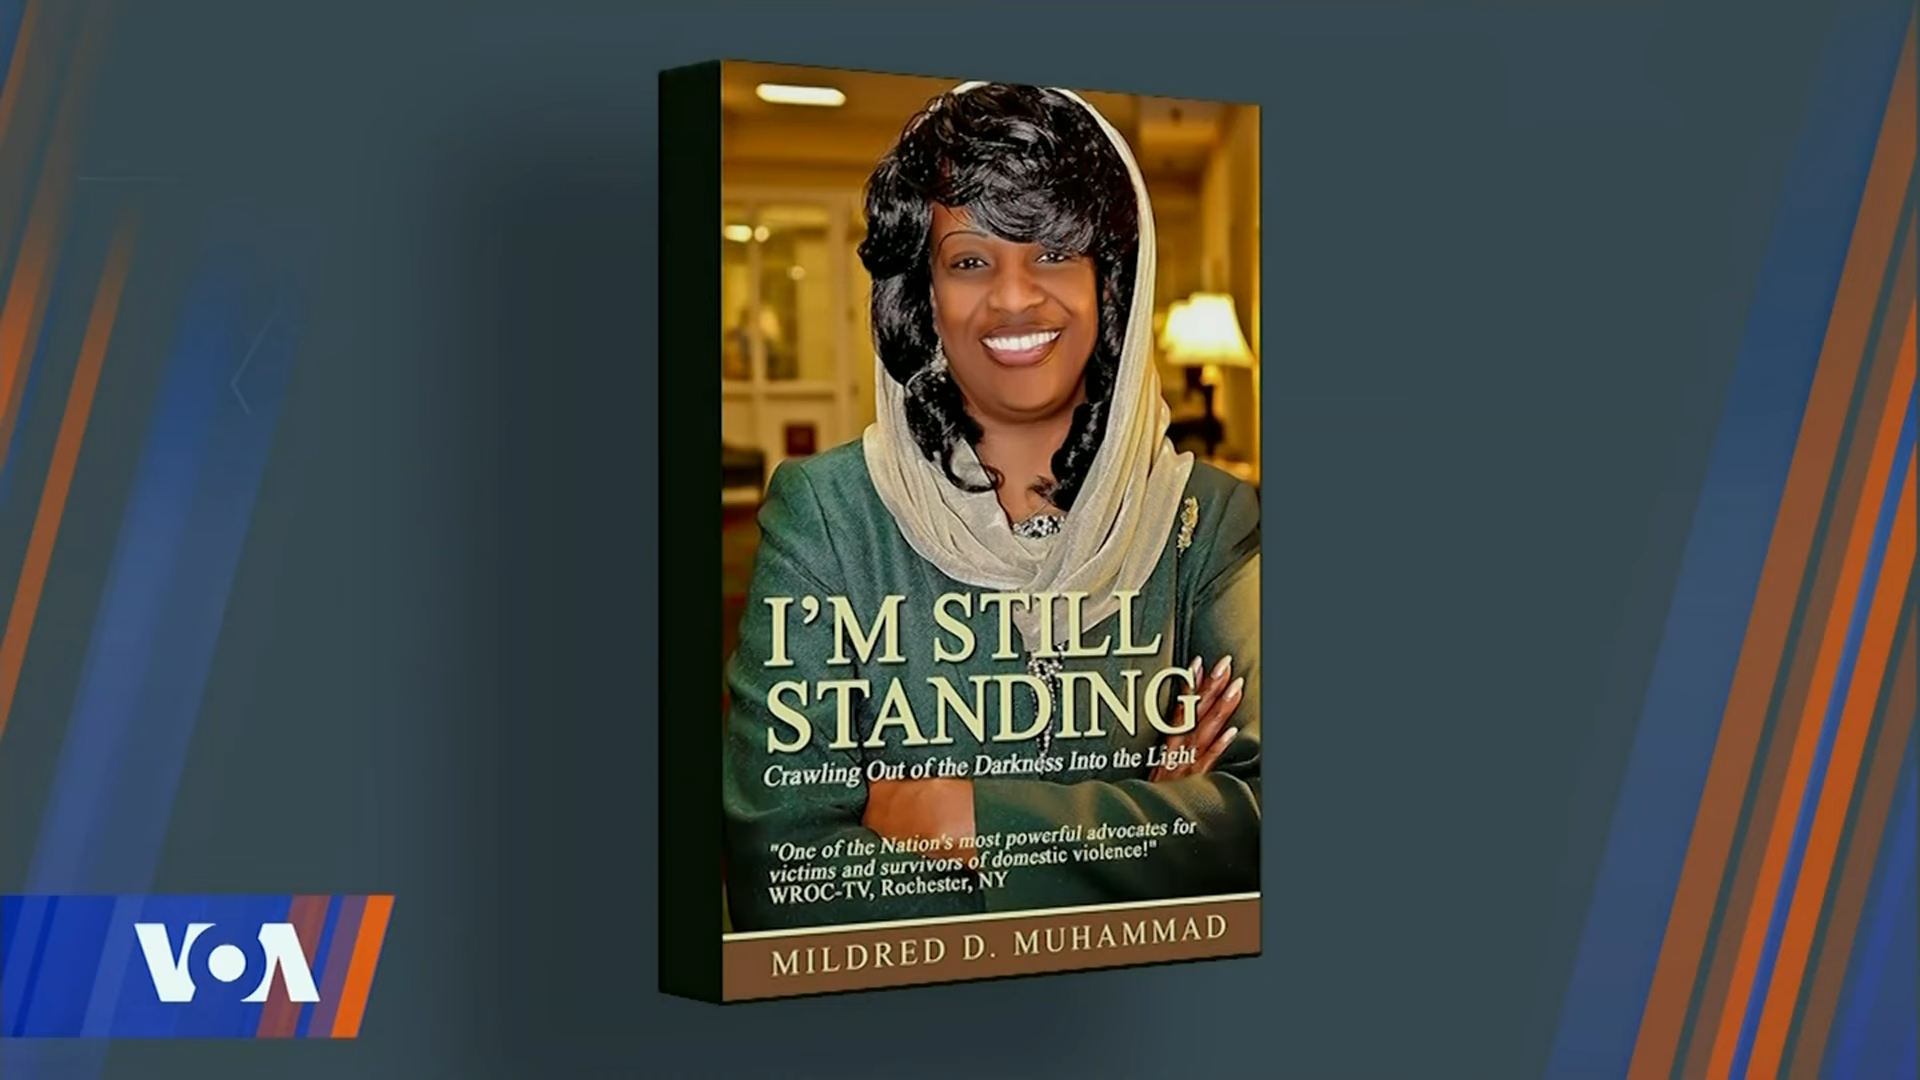 I'M STILL
STANDING
Crawling Out of the Darkness Into the Light
"One of the Nation's most powerful advocates for
victims and survivors of domestic violence!"
WROC-TV, Rochester, NY
MILDRED D. MUHAMMAD
VOA